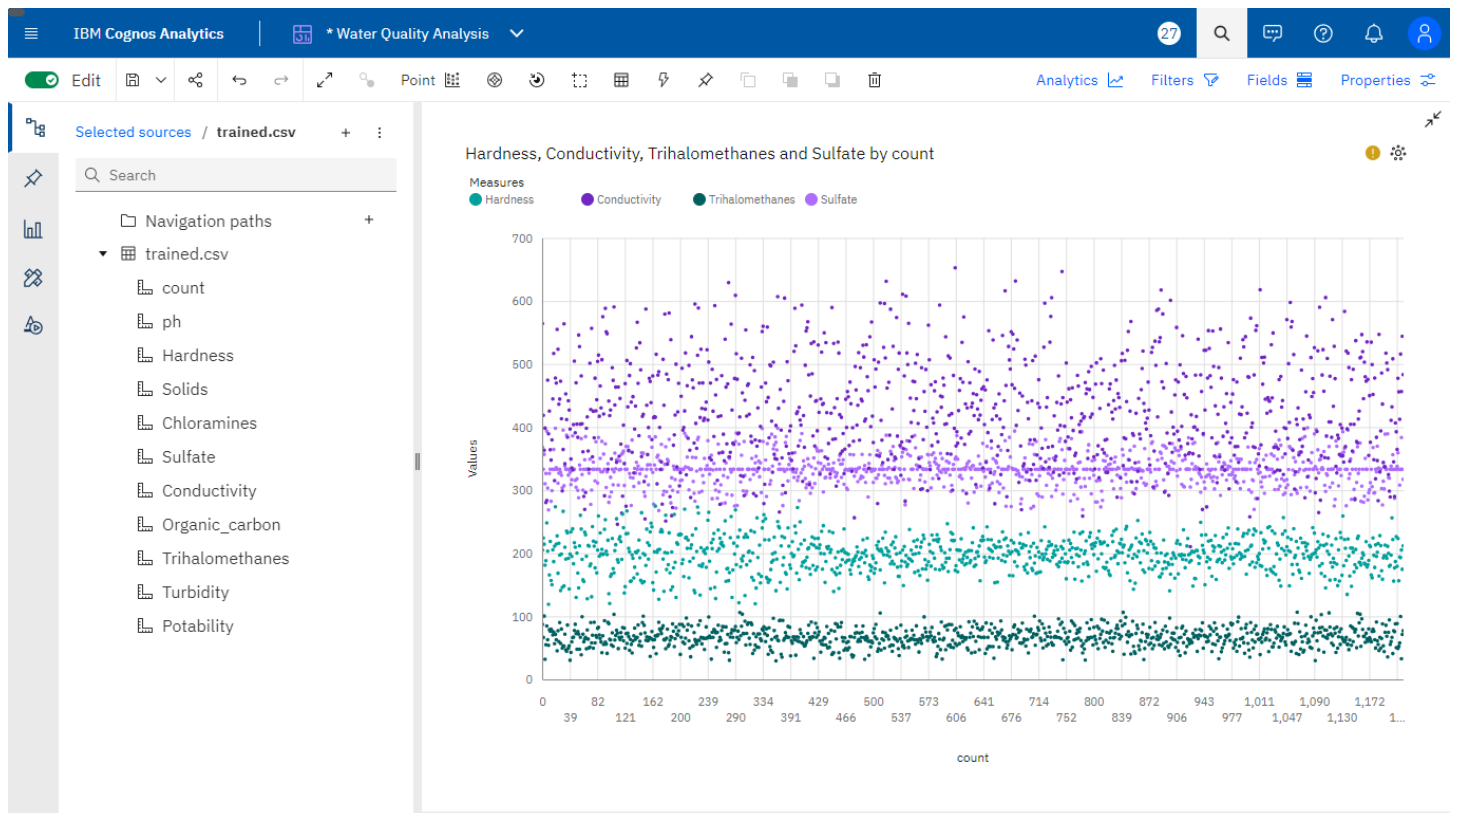 IBM Cognos Analytics
* Water Quality Analysis
27
Edit
Point
Analytics
Filters
Fields
Properties
Selected sources / trained.csv
Search
Navigation paths
trained.csv
count
ph
Hardness
Solids
Chloramines
Sulfate
Conductivity
Organic_carbon
Trihalomethanes
Turbidity
Potability
Hardness, Conductivity, Trihalomethanes and Sulfate by count
Measures
Hardness Conductivity Trihalomethanes Sulfate
Values
700
600
500
400
300
200
100
0
0 82 162 239 334 429 500 573 641 714 800 872 943 1,011 1,090 1,172
39 121 200 290 391 466 537 606 676 752 839 906 977 1,047 1,130 1...
count